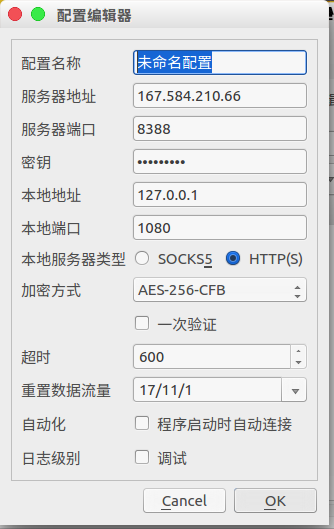 配置编辑器
配置名称 未命名配置
服务器地址 167.584.210.66
服务器端口 8388
密钥 •••••••••
本地地址 127.0.0.1
本地端口 1080
本地服务器类型 SOCKS5 HTTP(S)
加密方式 AES-256-CFB
一次验证
超时 600
重置数据流量 17/11/1
自动化 程序启动时自动连接
日志级别 调试
Cancel OK